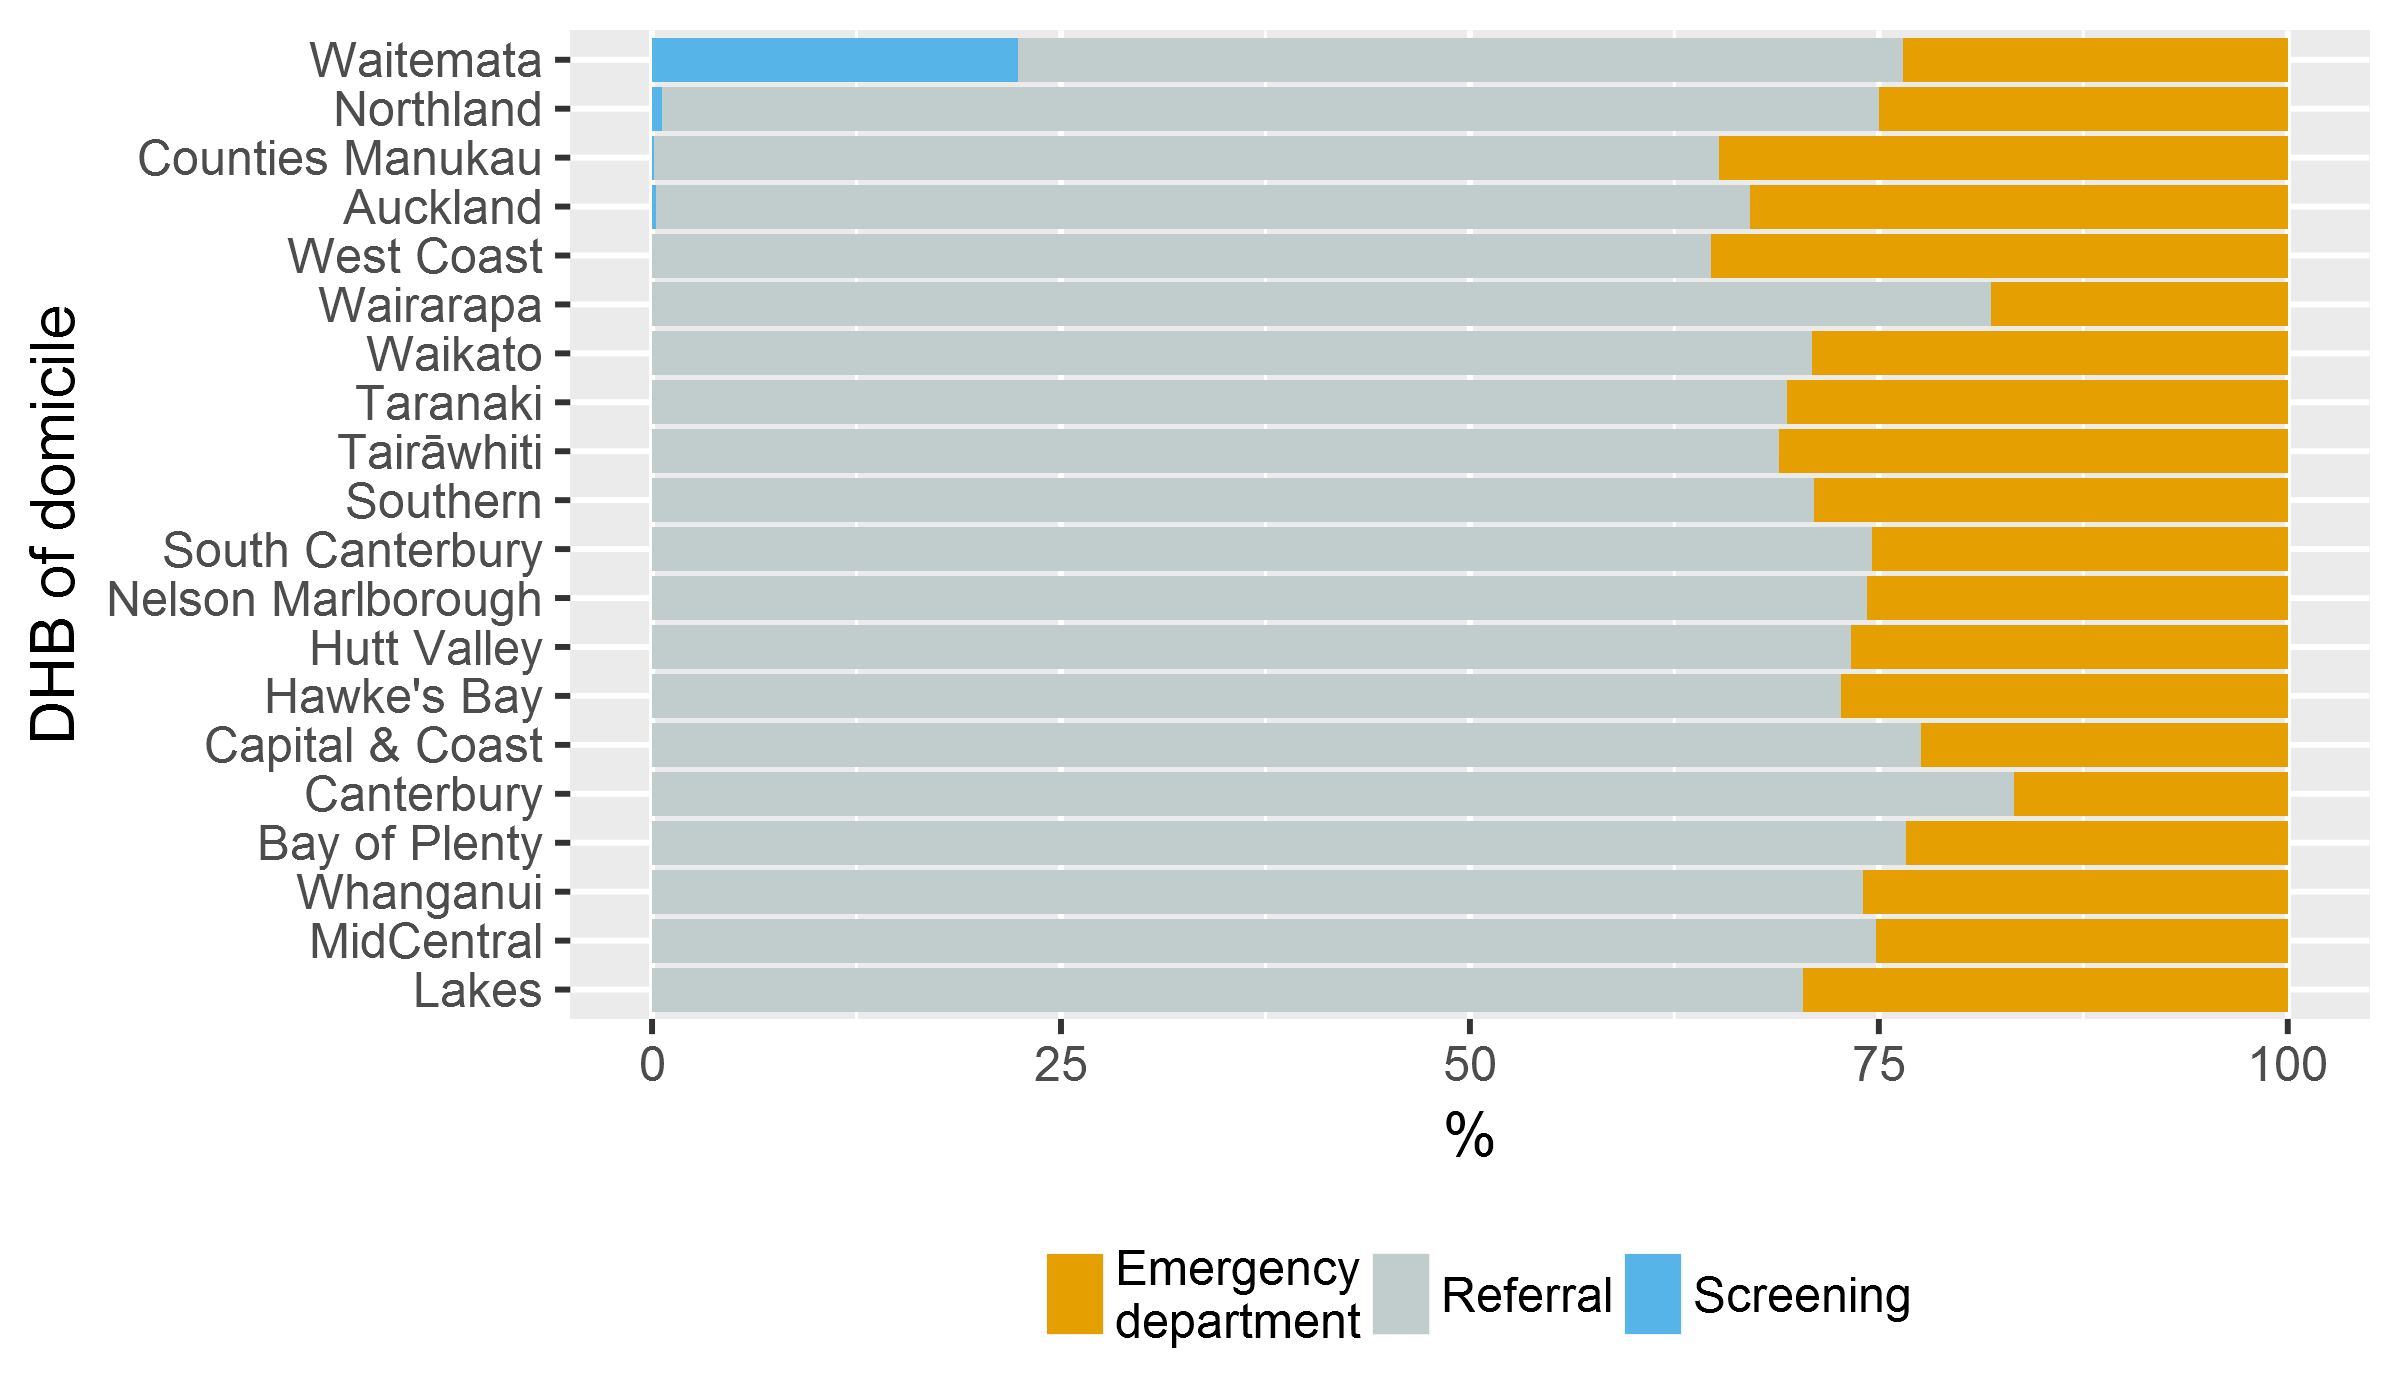 DHB of domicile
Waitemata
Northland
Counties Manukau
Auckland
West Coast
Wairarapa
Waikato
Taranaki
Tairāwhiti
Southern
South Canterbury
Nelson Marlborough
Hutt Valley
Hawke's Bay
Capital & Coast
Canterbury
Bay of Plenty
Whanganui
MidCentral
Lakes
0 25 50 75 100
%
Emergency
department
Referral
Screening